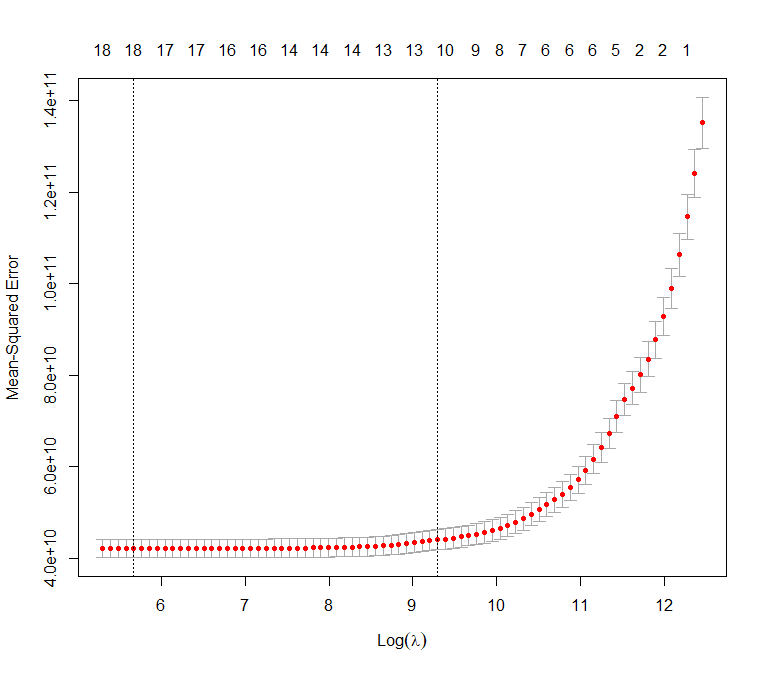 18 18 17 17 16 16 14 14 14 13 13 10 9 8 7 6 6 6 5 2 2 1
1.4e+11
1.2e+11
1.0e+11
8.0e+10
6.0e+10
4.0e+10
Mean-Squared Error
6 7 8 9 10 11 12
Log(λ)